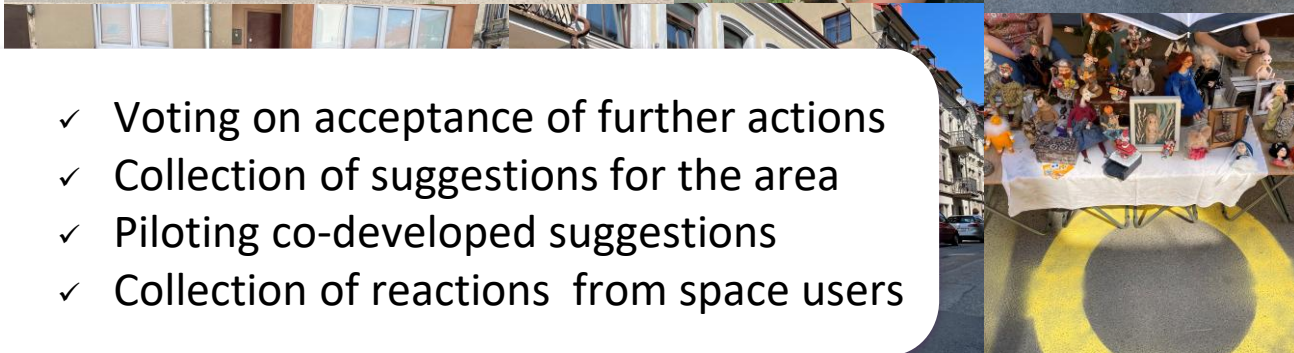 ✓ Voting on acceptance of further actions
✓ Collection of suggestions for the area
✓ Piloting co-developed suggestions
✓ Collection of reactions  from space users